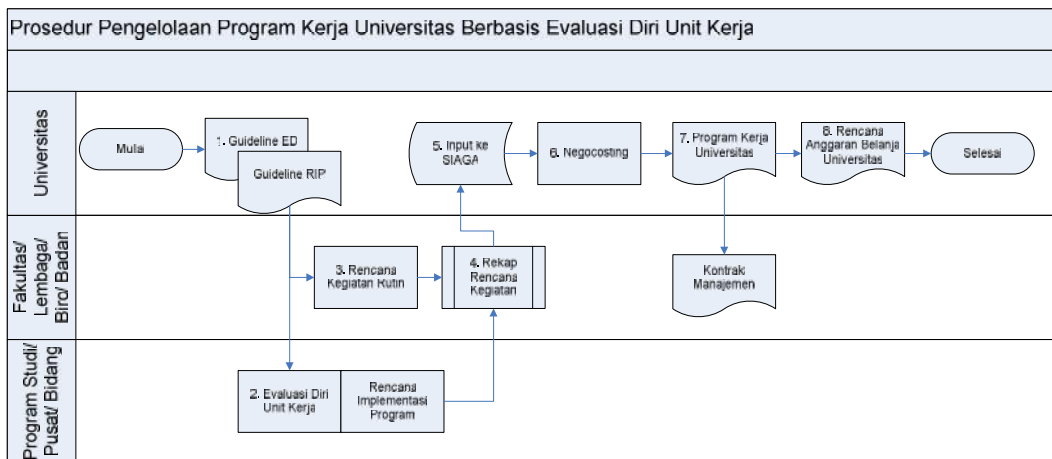 Prosedur Pengelolaan Program Kerja Universitas Berbasis Evaluasi Diri Unit Kerja
Universitas
Mulai
1. Guideline ED
Guideline RIP
5. Input ke
SIAGA
6. Negocosting
7. Program Kerja
Universitas
8. Rencana
Anggaran Belanja
Universitas
Selesai
Fakultas/
Lembaga/
Biro/ Badan
3. Rencana
Kegiatan Rutin
4. Rekap
Rencana
Kegiatan
Kontrak
Manajemen
Program Studi/
Pusat/ Bidang
2. Evaluasi Diri
Unit Kerja
Rencana
Implementasi
Program